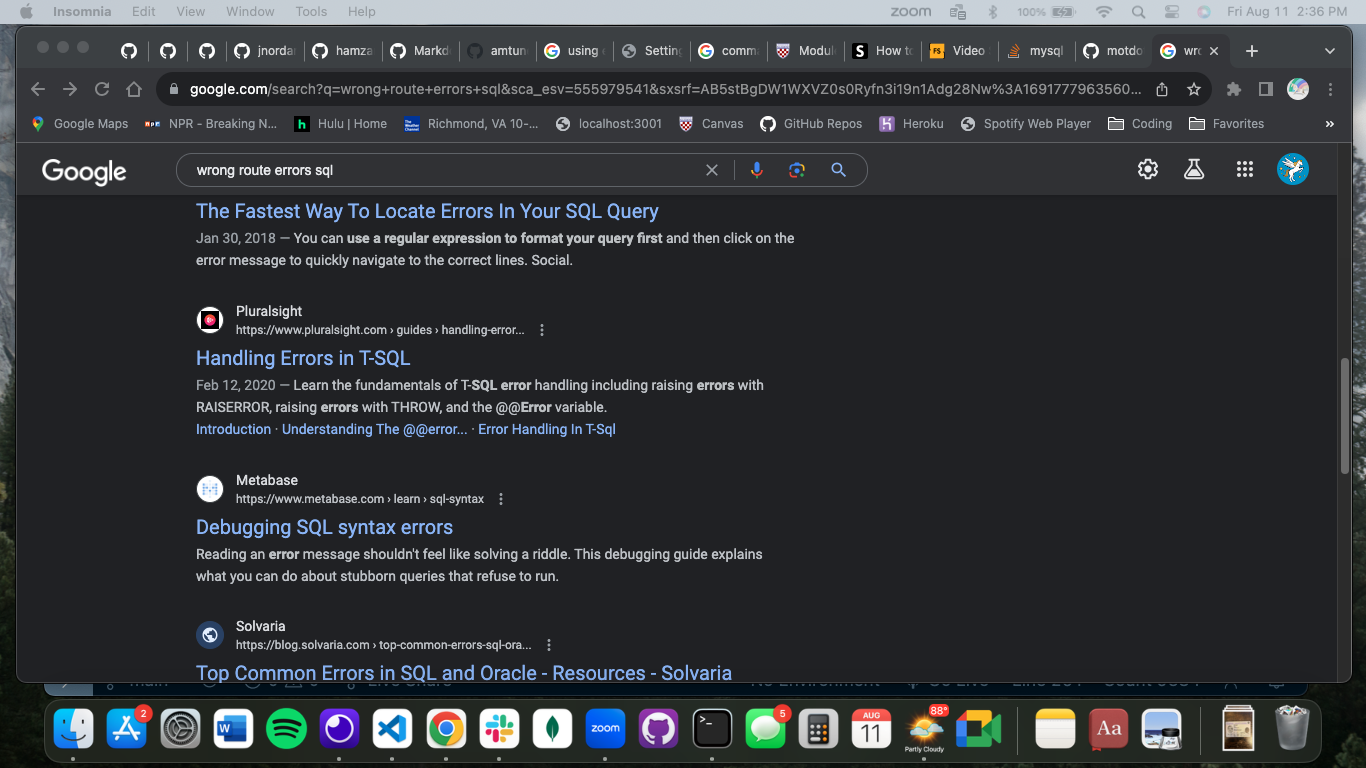 Insomnia Edit View Window Tools Help zoom 100% Fri Aug 11 2:36 PM
jnorda hamza Markd amtun using Settin comm Modul S How to FS Video mysql motdo wro
google.com/search?q=wrong+route+errors+sql&sca_esv=555979541&sxsrf=AB5stBgDW1WXVZ0s0Ryfn3i19n1Adg28Nw%3A1691777963560...
Google Maps npr NPR - Breaking N... h Hulu | Home Richmond, VA 10-... localhost:3001 Canvas GitHub Repos Heroku Spotify Web Player Coding Favorites »
Google wrong route errors sql
The Fastest Way To Locate Errors In Your SQL Query
Jan 30, 2018 — You can use a regular expression to format your query first and then click on the
error message to quickly navigate to the correct lines. Social.
Pluralsight
https://www.pluralsight.com › guides › handling-error...
Handling Errors in T-SQL
Feb 12, 2020 — Learn the fundamentals of T-SQL error handling including raising errors with
RAISERROR, raising errors with THROW, and the @@Error variable.
Introduction · Understanding The @@error... · Error Handling In T-Sql
Metabase
https://www.metabase.com › learn › sql-syntax
Debugging SQL syntax errors
Reading an error message shouldn't feel like solving a riddle. This debugging guide explains
what you can do about stubborn queries that refuse to run.
Solvaria
https://blog.solvaria.com › top-common-errors-sql-ora...
Top Common Errors in SQL and Oracle - Resources - Solvaria
2 W zoom 5 AUG 11 88° Partly Cloudy Aa